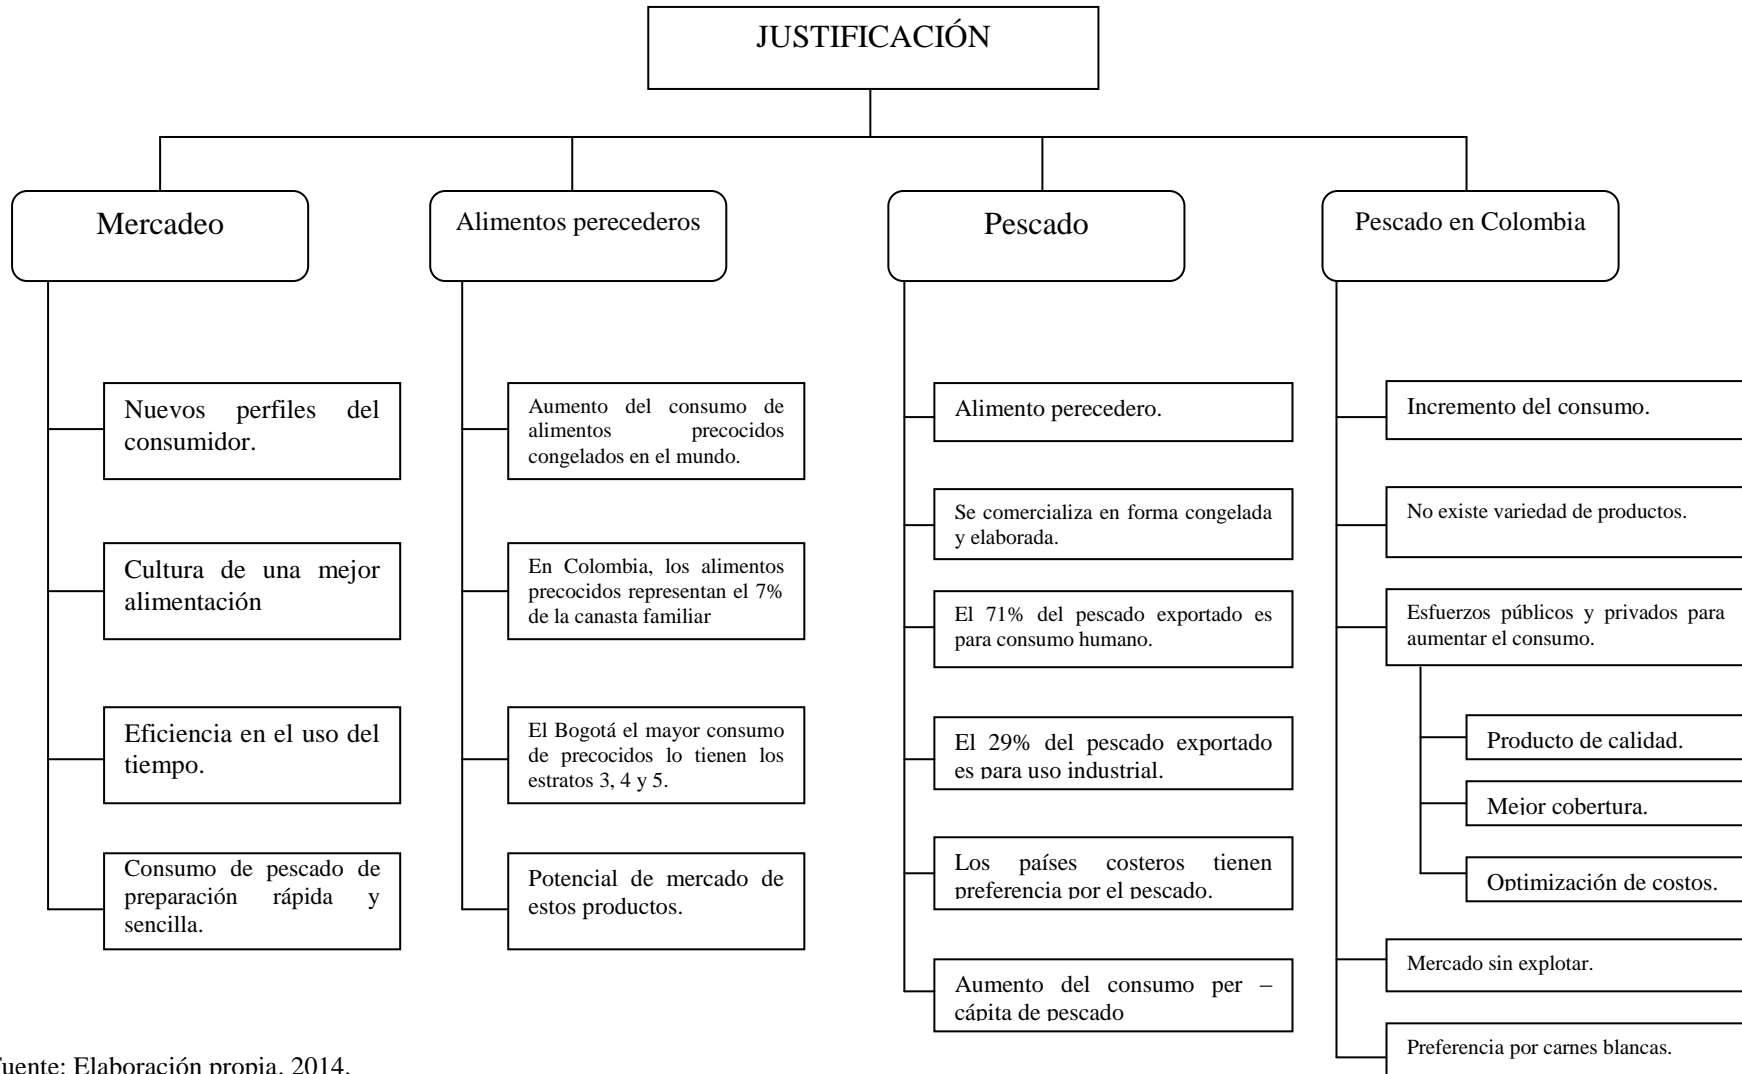 JUSTIFICACIÓN
Mercadeo
Nuevos perfiles del
consumidor.
Cultura de una mejor
alimentación
Eficiencia en el uso del
tiempo.
Consumo de pescado de
preparación rápida y
sencilla.
Alimentos perecederos
Aumento del consumo de
alimentos precocidos
congelados en el mundo.
En Colombia, los alimentos
precocidos representan el 7%
de la canasta familiar
El Bogotá el mayor consumo
de precocidos lo tienen los
estratos 3, 4 y 5.
Potencial de mercado de
estos productos.
Pescado
Alimento perecedero.
Se comercializa en forma congelada
y elaborada.
El 71% del pescado exportado es
para consumo humano.
El 29% del pescado exportado
es para uso industrial.
Los países costeros tienen
preferencia por el pescado.
Aumento del consumo per –
cápita de pescado
Pescado en Colombia
Incremento del consumo.
No existe variedad de productos.
Esfuerzos públicos y privados para
aumentar el consumo.
Producto de calidad.
Mejor cobertura.
Optimización de costos.
Mercado sin explotar.
Preferencia por carnes blancas.
Fuente: Elaboración propia. 2014.